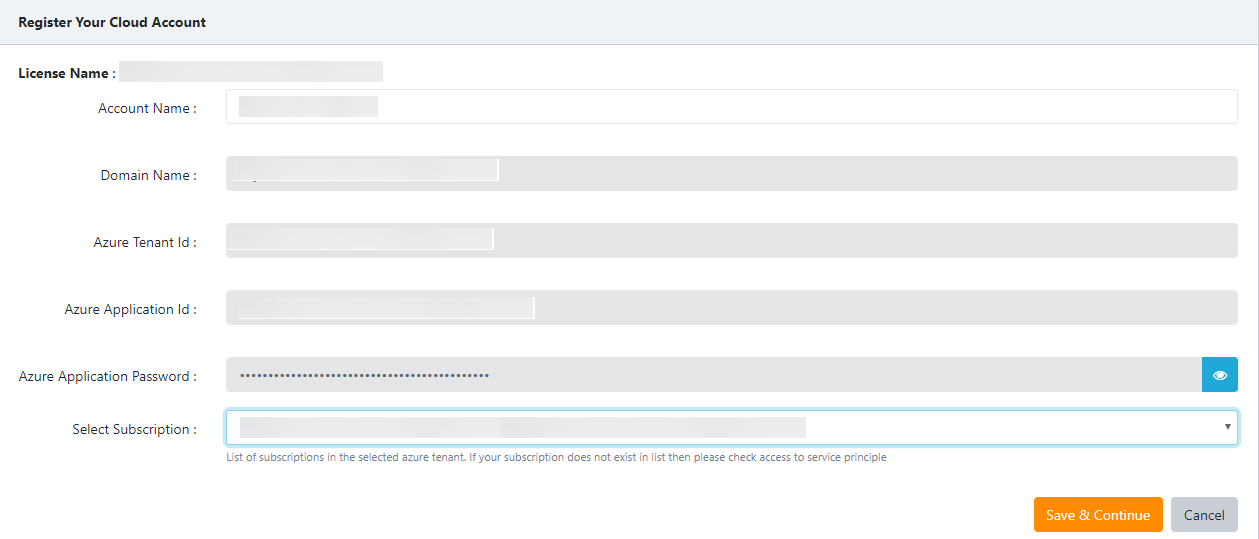 Register Your Cloud Account
License Name :
Account Name :
Domain Name :
Azure Tenant Id :
Azure Application Id :
Azure Application Password : ••••••••••••••••••••••••••••••••••••••••••••
Select Subscription :
List of subscriptions in the selected azure tenant. If your subscription does not exist in list then please check access to service principle
Save & Continue Cancel